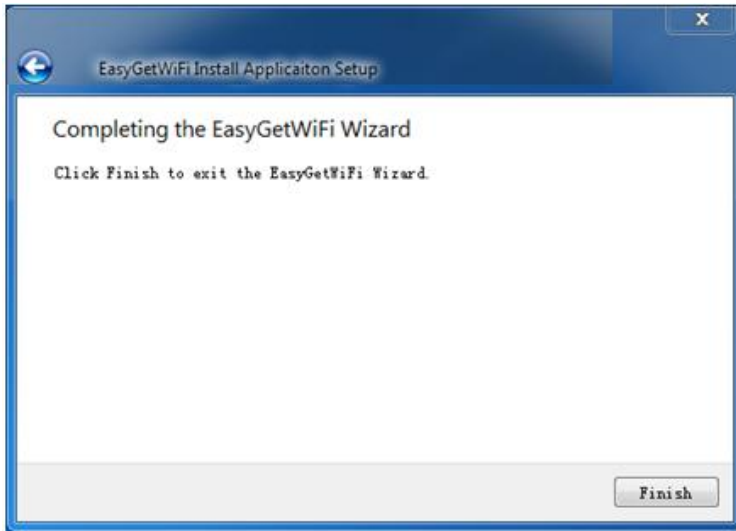 EasyGetWiFi Install Applicaiton Setup
Completing the EasyGetWiFi Wizard
Click Finish to exit the EasyGetWiFi Wizard.
Finish